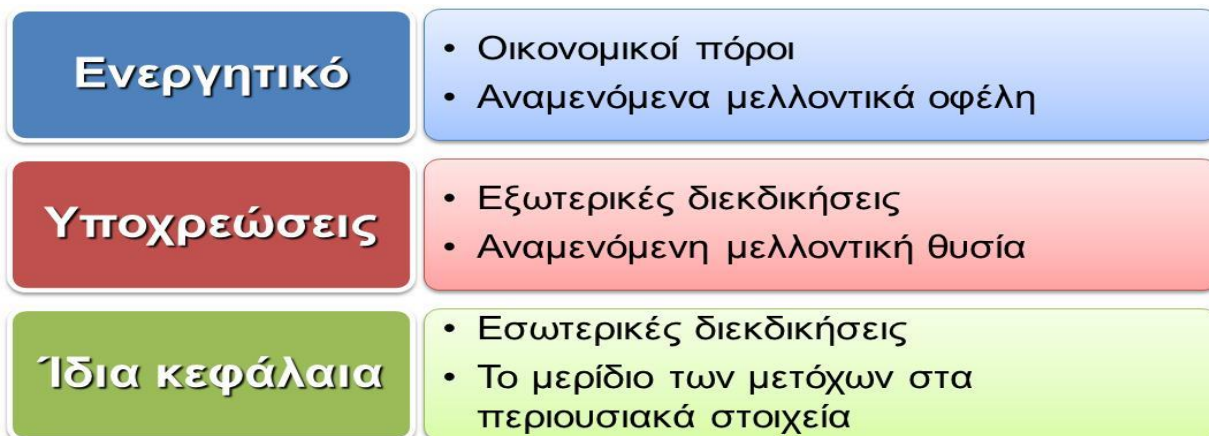 Ενεργητικό
• Οικονομικοί πόροι
• Αναμενόμενα μελλοντικά οφέλη
Υποχρεώσεις
• Εξωτερικές διεκδικήσεις
• Αναμενόμενη μελλοντική θυσία
Ίδια κεφάλαια
• Εσωτερικές διεκδικήσεις
• Το μερίδιο των μετόχων στα
περιουσιακά στοιχεία